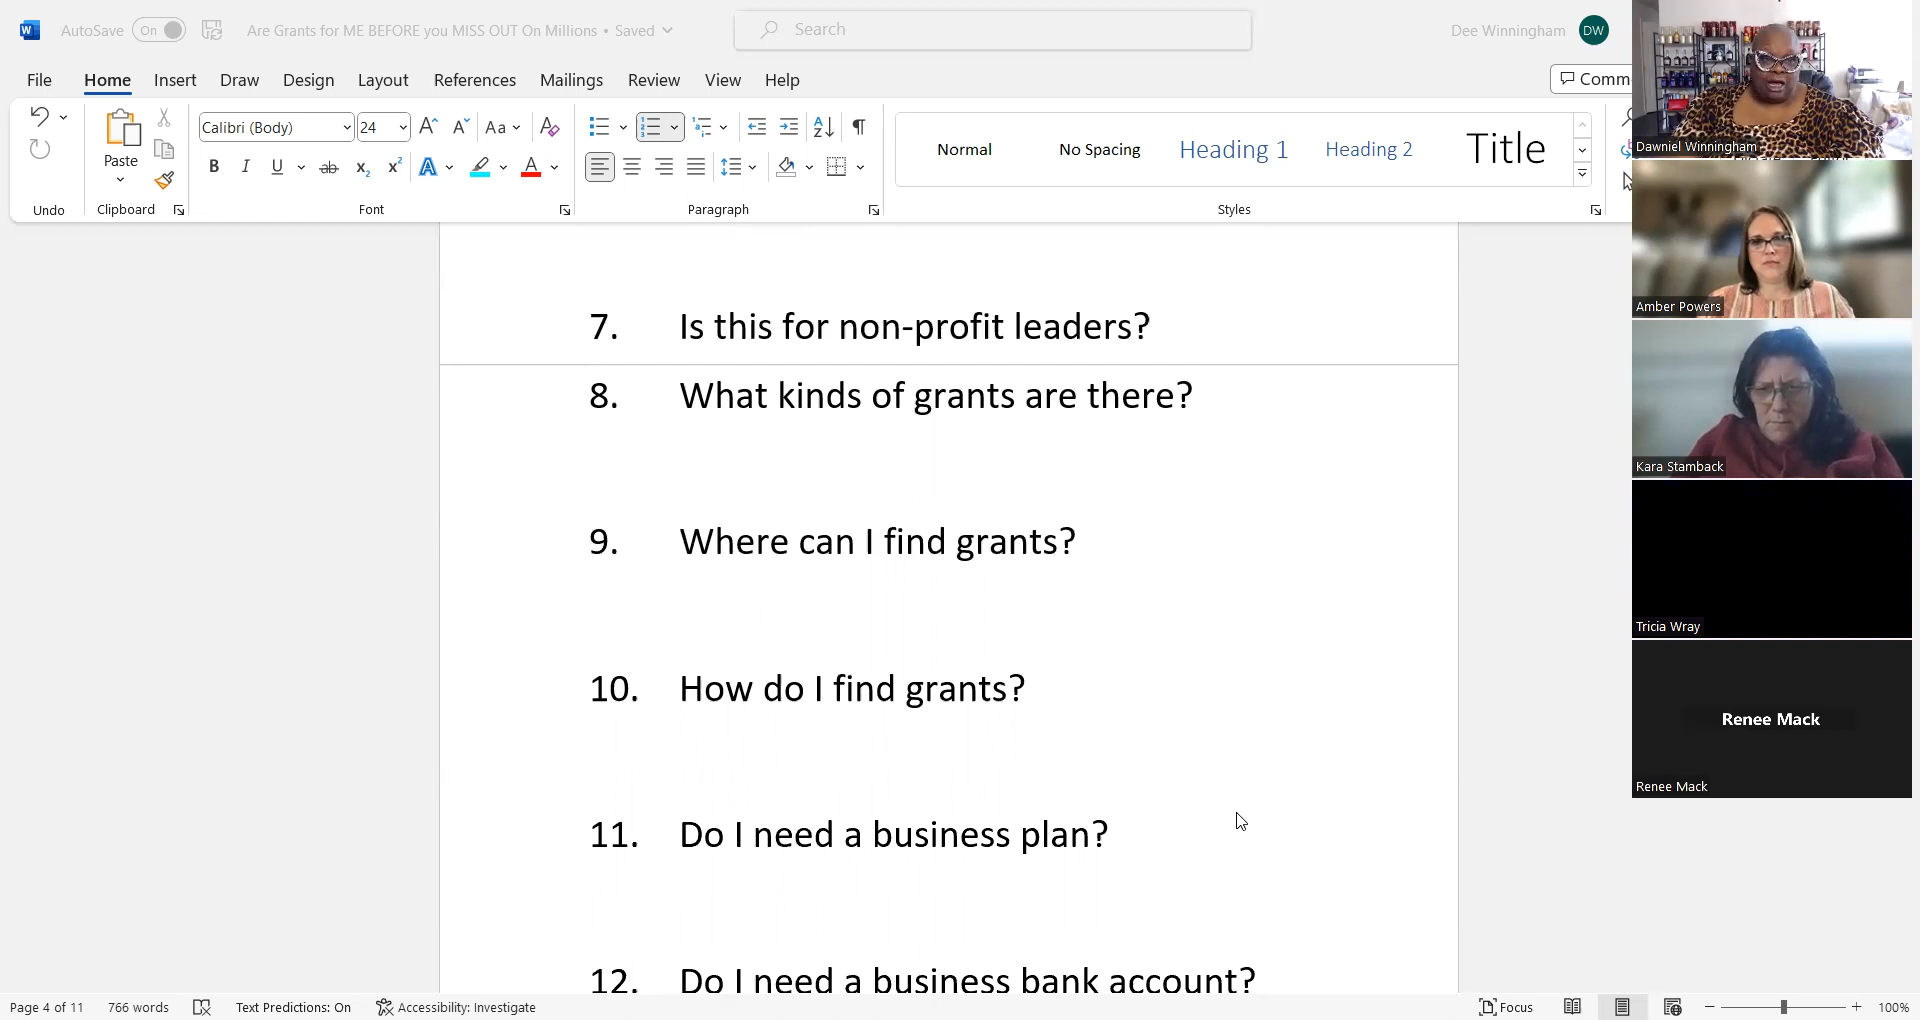 AutoSave On Are Grants for ME BEFORE you MISS OUT On Millions • Saved Search Dee Winningham DW
File Home Insert Draw Design Layout References Mailings Review View Help Comm
Calibri (Body) 24 Aa
Paste
B I U ab x2 x2 A A
Normal No Spacing Heading 1 Heading 2 Title
Undo Clipboard Font Paragraph Styles
7. Is this for non-profit leaders?
8. What kinds of grants are there?
9. Where can I find grants?
10. How do I find grants?
11. Do I need a business plan?
12. Do I need a business bank account?
Page 4 of 11 766 words Text Predictions: On Accessibility: Investigate Focus 100%
Dawniel Winningham
Amber Powers
Kara Stamback
Tricia Wray
Renee Mack
Renee Mack